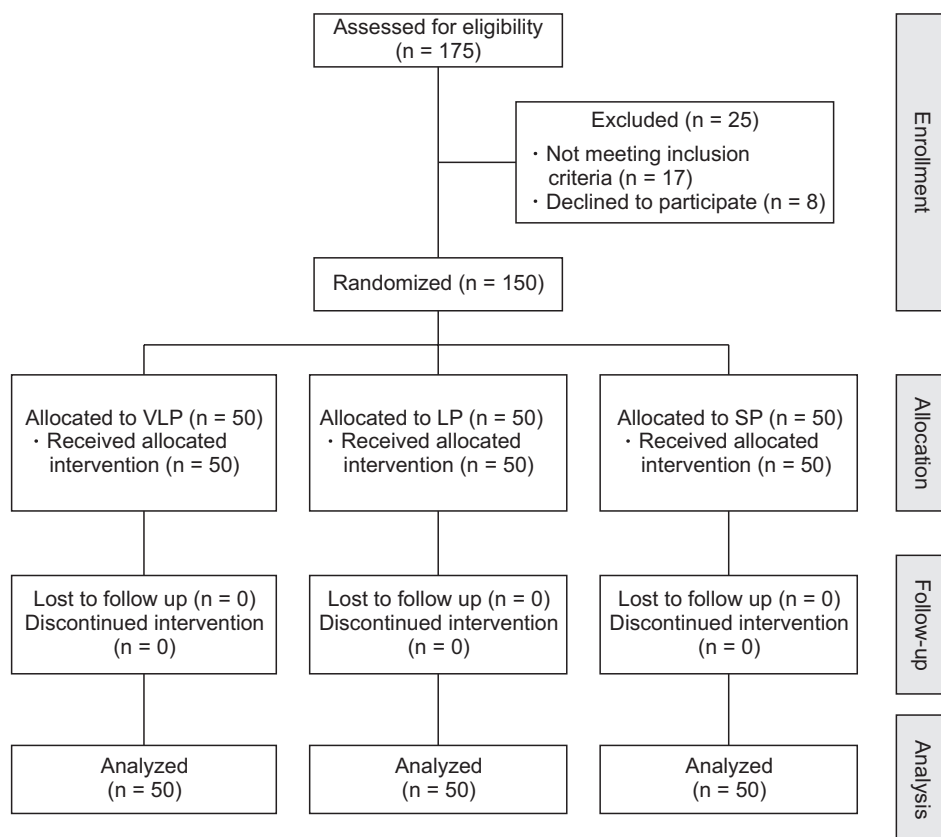 Assessed for eligibility
(n = 175)
Excluded (n = 25)
· Not meeting inclusion
criteria (n = 17)
· Declined to participate (n = 8)
Enrollment
Randomized (n = 150)
Allocated to VLP (n = 50)
· Received allocated
intervention (n = 50)
Allocated to LP (n = 50)
· Received allocated
intervention (n = 50)
Allocated to SP (n = 50)
· Received allocated
intervention (n = 50)
Allocation
Lost to follow up (n = 0)
Discontinued intervention
(n = 0)
Lost to follow up (n = 0)
Discontinued intervention
(n = 0)
Lost to follow up (n = 0)
Discontinued intervention
(n = 0)
Follow-up
Analyzed
(n = 50)
Analyzed
(n = 50)
Analyzed
(n = 50)
Analysis